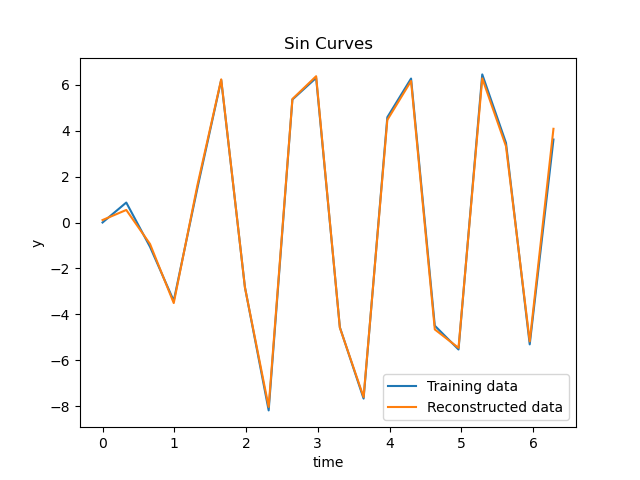 Sin Curves
6
4
2
0
−2
−4
−6
−8
y
0 1 2 3 4 5 6
time
Training data
Reconstructed data